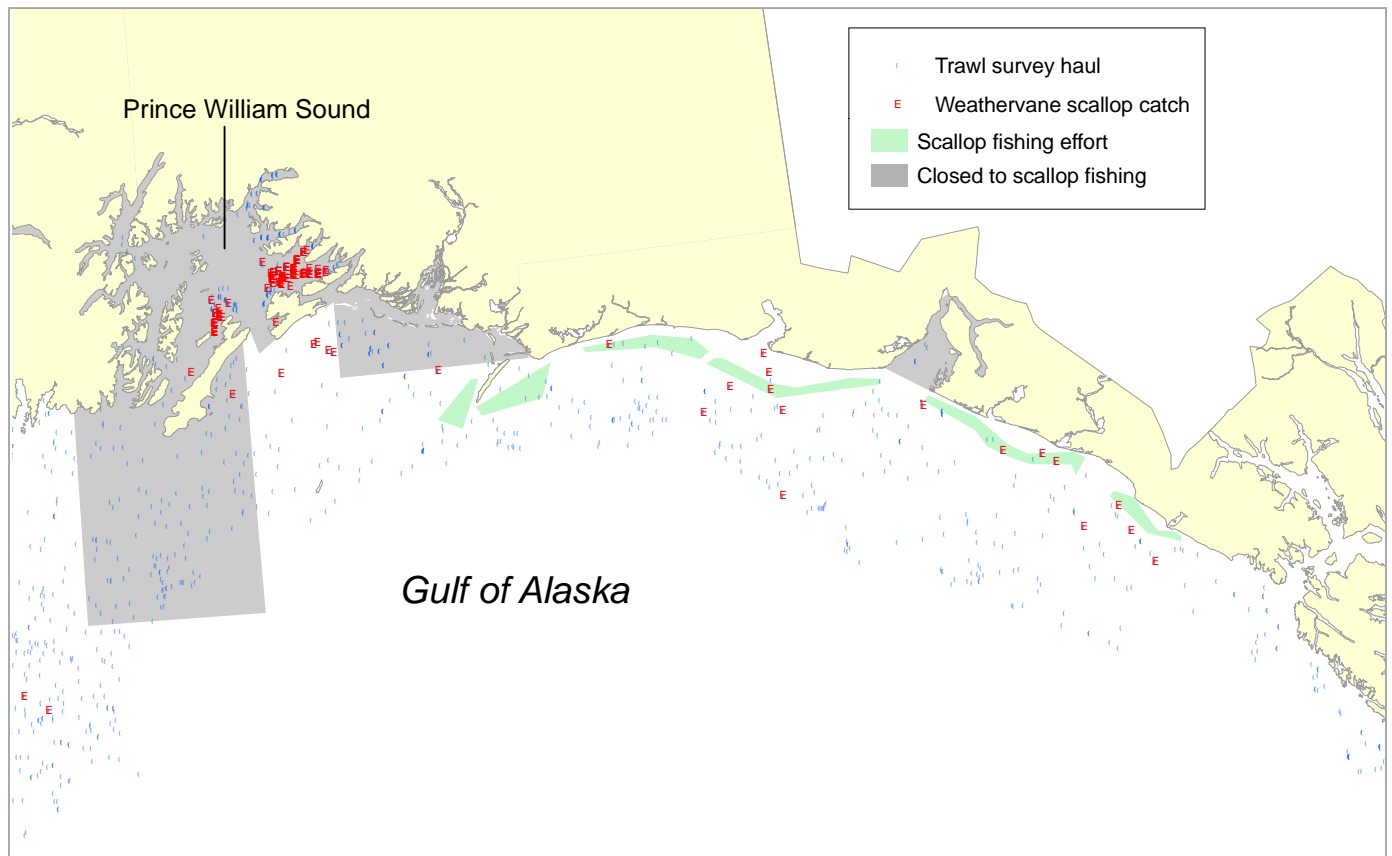 Prince William Sound
Trawl survey haul
E Weathervane scallop catch
Scallop fishing effort
Closed to scallop fishing
Gulf of Alaska